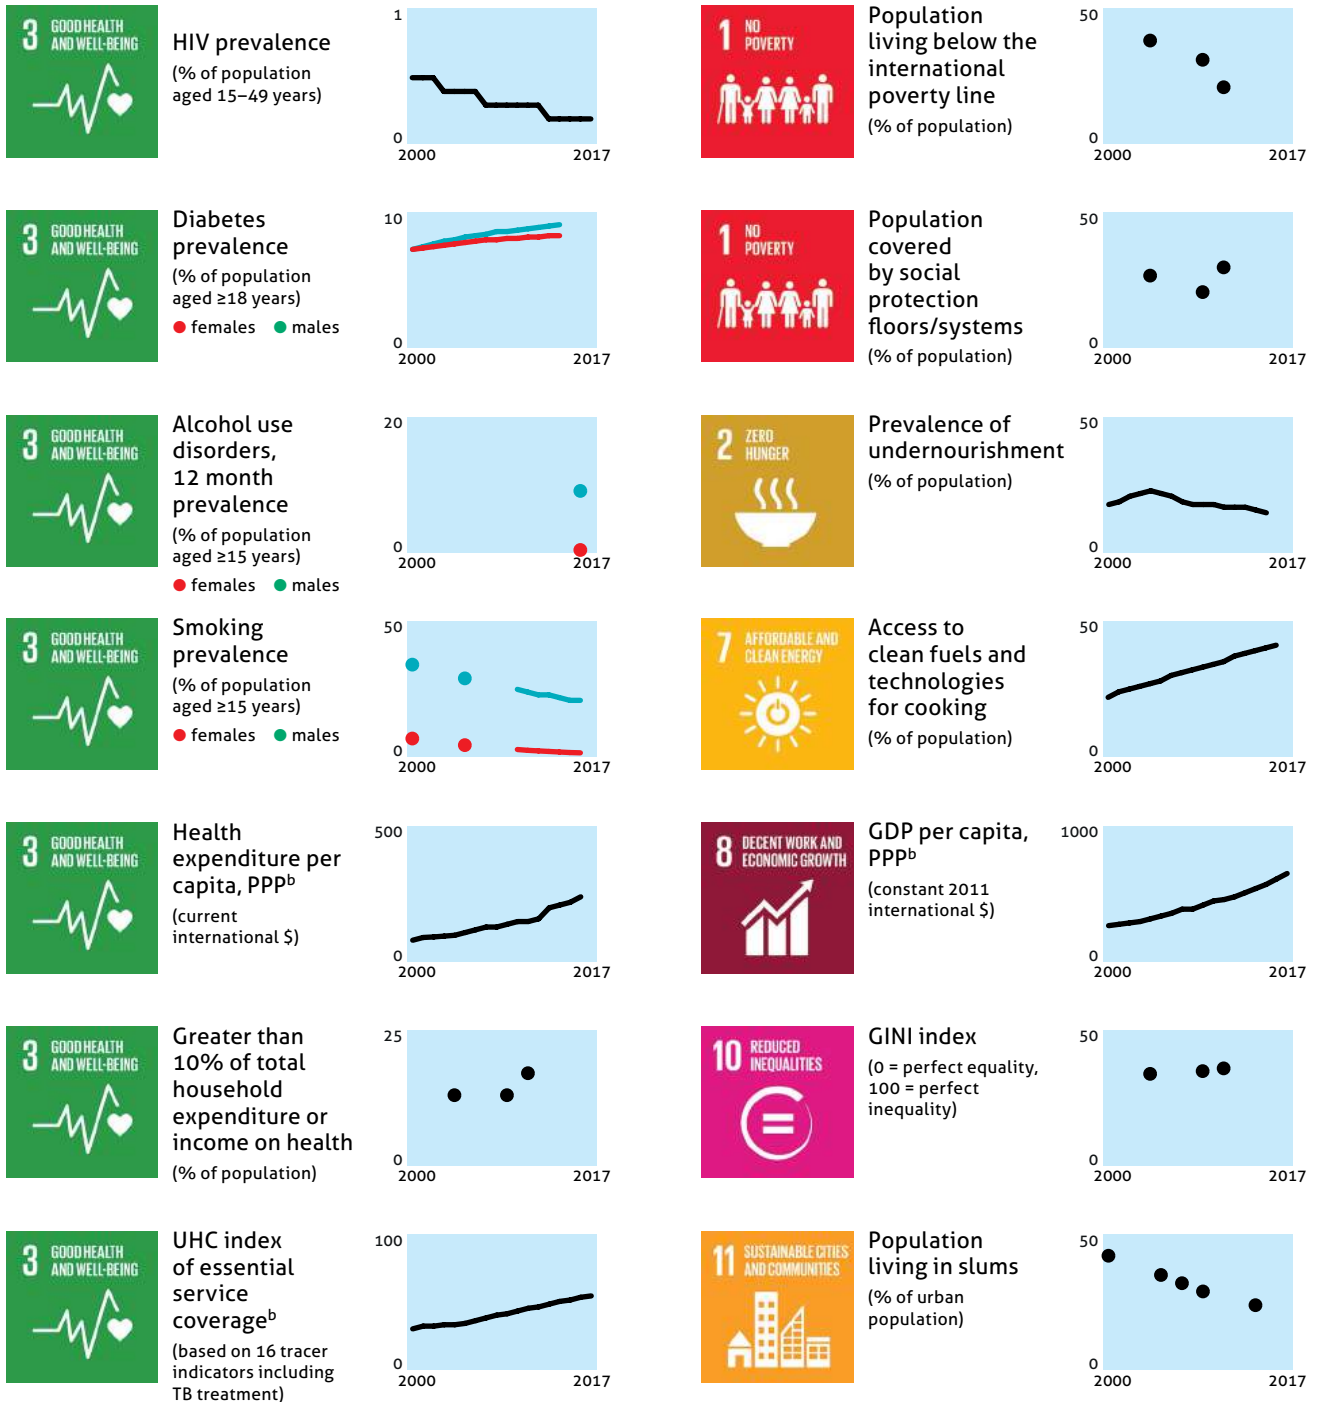 3 GOOD HEALTH
AND WELL-BEING
HIV prevalence
(% of population
aged 15–49 years)
1
0
2000 2017
3 GOOD HEALTH
AND WELL-BEING
Diabetes
prevalence
(% of population
aged ≥18 years)
● females ● males
10
0
2000 2017
3 GOOD HEALTH
AND WELL-BEING
Alcohol use
disorders,
12 month
prevalence
(% of population
aged ≥15 years)
● females ● males
20
0
2000 2017
3 GOOD HEALTH
AND WELL-BEING
Smoking
prevalence
(% of population
aged ≥15 years)
● females ● males
50
0
2000 2017
3 GOOD HEALTH
AND WELL-BEING
Health
expenditure per
capita, PPPᵇ
(current
international $)
500
0
2000 2017
3 GOOD HEALTH
AND WELL-BEING
Greater than
10% of total
household
expenditure or
income on health
(% of population)
25
0
2000 2017
3 GOOD HEALTH
AND WELL-BEING
UHC index
of essential
service
coverageᵇ
(based on 16 tracer
indicators including
TB treatment)
100
0
2000 2017
1 NO
POVERTY
Population
living below the
international
poverty line
(% of population)
50
0
2000 2017
1 NO
POVERTY
Population
covered
by social
protection
floors/systems
(% of population)
50
0
2000 2017
2 ZERO
HUNGER
Prevalence of
undernourishment
(% of population)
50
0
2000 2017
7 AFFORDABLE AND
CLEAN ENERGY
Access to
clean fuels and
technologies
for cooking
(% of population)
50
0
2000 2017
8 DECENT WORK AND
ECONOMIC GROWTH
GDP per capita,
PPPᵇ
(constant 2011
international $)
1000
0
2000 2017
10 REDUCED
INEQUALITIES
GINI index
(0 = perfect equality,
100 = perfect
inequality)
50
0
2000 2017
11 SUSTAINABLE CITIES
AND COMMUNITIES
Population
living in slums
(% of urban
population)
50
0
2000 2017